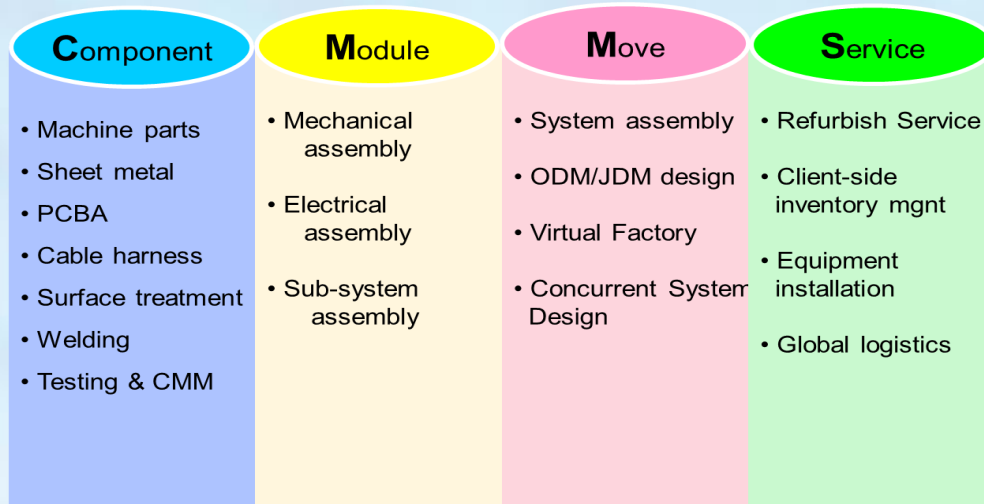 Component
• Machine parts
• Sheet metal
• PCBA
• Cable harness
• Surface treatment
• Welding
• Testing & CMM
Module
• Mechanical
assembly
• Electrical
assembly
• Sub-system
assembly
Move
• System assembly
• ODM/JDM design
• Virtual Factory
• Concurrent System
Design
Service
• Refurbish Service
• Client-side
inventory mgnt
• Equipment
installation
• Global logistics